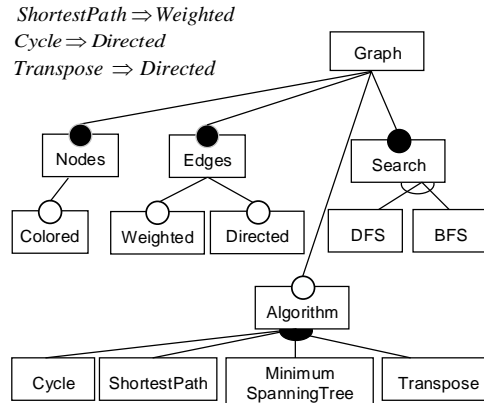 ShortestPath ⇒ Weighted
Cycle ⇒ Directed
Transpose ⇒ Directed
Graph
Nodes
Edges
Search
Colored
Weighted
Directed
DFS
BFS
Algorithm
Cycle
ShortestPath
Minimum
SpanningTree
Transpose